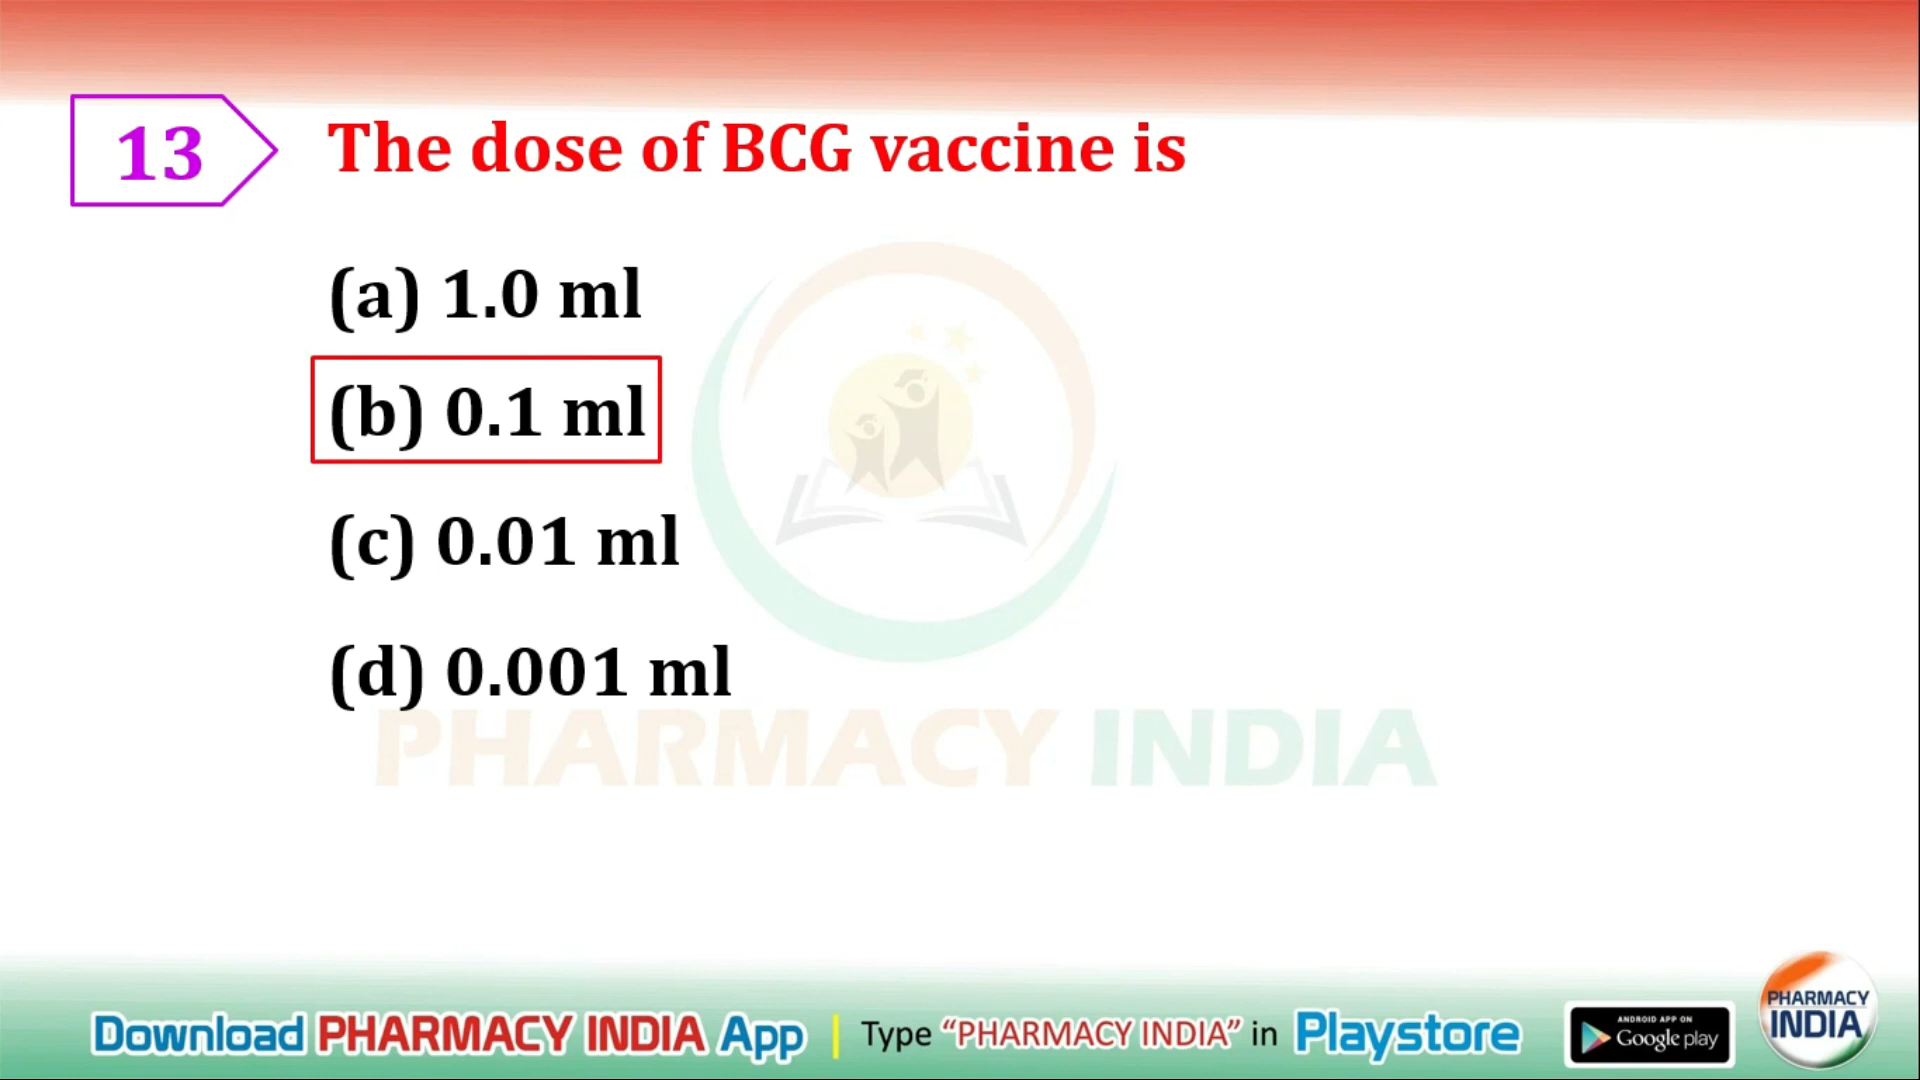 13
The dose of BCG vaccine is
(a) 1.0 ml
(b) 0.1 ml
(c) 0.01 ml
(d) 0.001 ml
PHARMACY INDIA
Download PHARMACY INDIA App | Type “PHARMACY INDIA” in Playstore
ANDROID APP ON
Google play
PHARMACY
INDIA